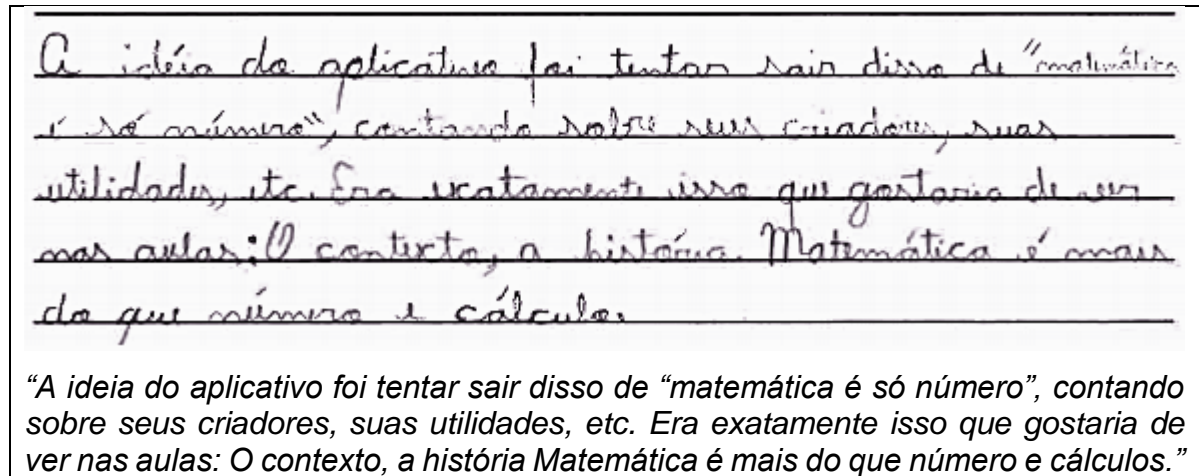 A idéia do aplicativo foi tentar sair disso de "matemática
é só número", contando sobre seus criadores, suas
utilidades, etc. Era exatamente isso que gostaria de ver
nas aulas: O contexto, a história. Matemática é mais
do que número e cálculo.
“A ideia do aplicativo foi tentar sair disso de “matemática é só número”, contando
sobre seus criadores, suas utilidades, etc. Era exatamente isso que gostaria de
ver nas aulas: O contexto, a história Matemática é mais do que número e cálculos.”